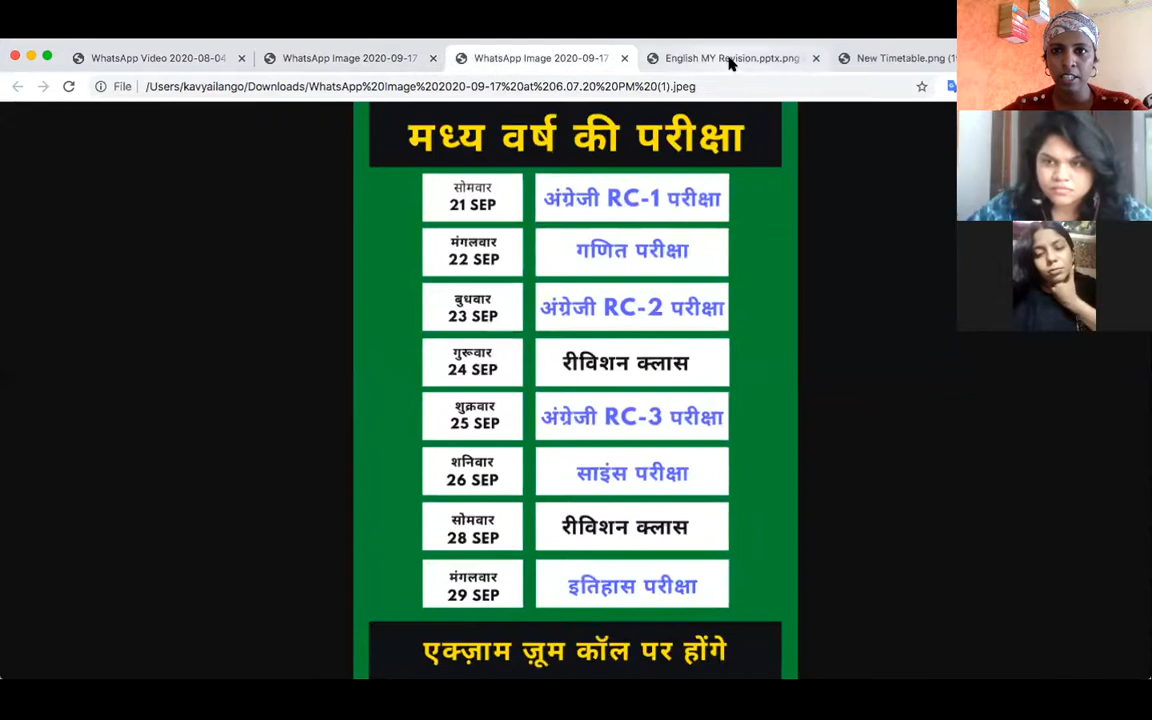 WhatsApp Video 2020-08-04
WhatsApp Image 2020-09-17
WhatsApp Image 2020-09-17
English MY Revision.pptx.png
New Timetable.png (1
File
/Users/kavyailango/Downloads/WhatsApp%20Image%202020-09-17%20at%206.07.20%20PM%20(1).jpeg
मध्य वर्ष की परीक्षा
सोमवार
21 SEP
अंग्रेजी RC-1 परीक्षा
मंगलवार
22 SEP
गणित परीक्षा
बुधवार
23 SEP
अंग्रेजी RC-2 परीक्षा
गुरूवार
24 SEP
रीविशन क्लास
शुक्रवार
25 SEP
अंग्रेजी RC-3 परीक्षा
शनिवार
26 SEP
साइंस परीक्षा
सोमवार
28 SEP
रीविशन क्लास
मंगलवार
29 SEP
इतिहास परीक्षा
एक्ज़ाम ज़ूम कॉल पर होंगे